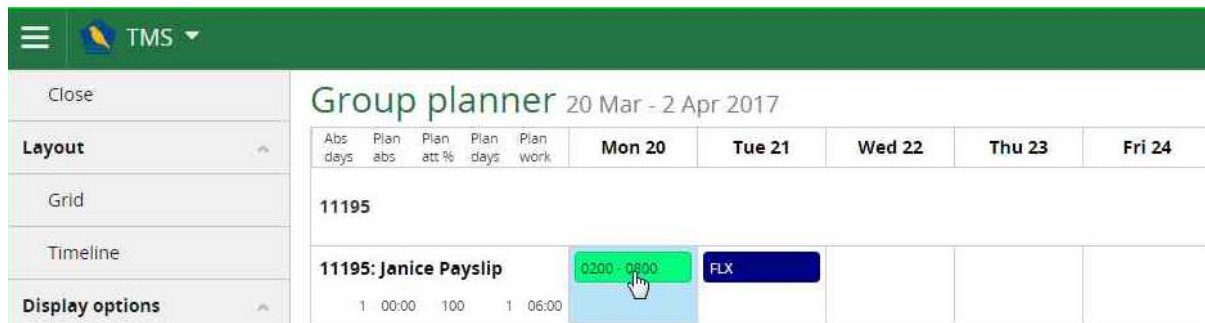 TMS
Close
Group planner 20 Mar - 2 Apr 2017
Layout
Abs days Plan abs Plan att % Plan days Plan work Mon 20 Tue 21 Wed 22 Thu 23 Fri 24
Grid
11195
Timeline
11195: Janice Payslip 0200 - 0800 FLX
Display options
1 00:00 100 1 06:00